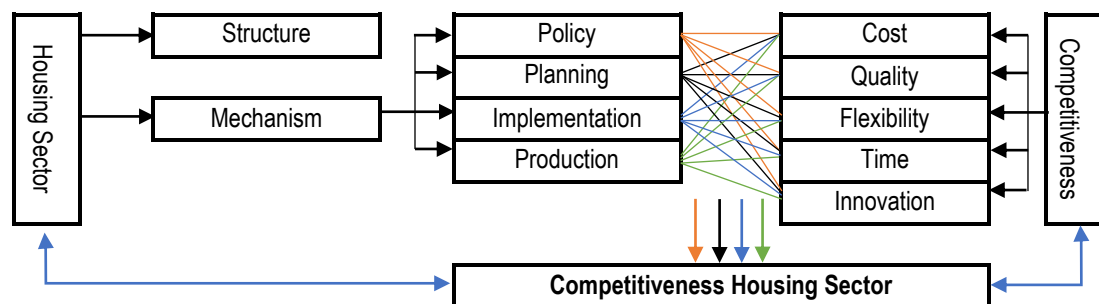 Housing Sector
Structure
Mechanism
Policy
Planning
Implementation
Production
Cost
Quality
Flexibility
Time
Innovation
Competitiveness
Competitiveness Housing Sector